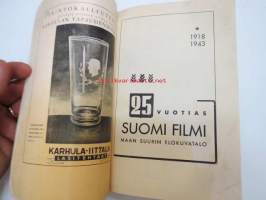 KARHULA-IITTALA
LASITEHTAAT
1918
1943
25 VUOTIAS
SUOMI FILMI
MAAN SUURIN ELOKUVATALO